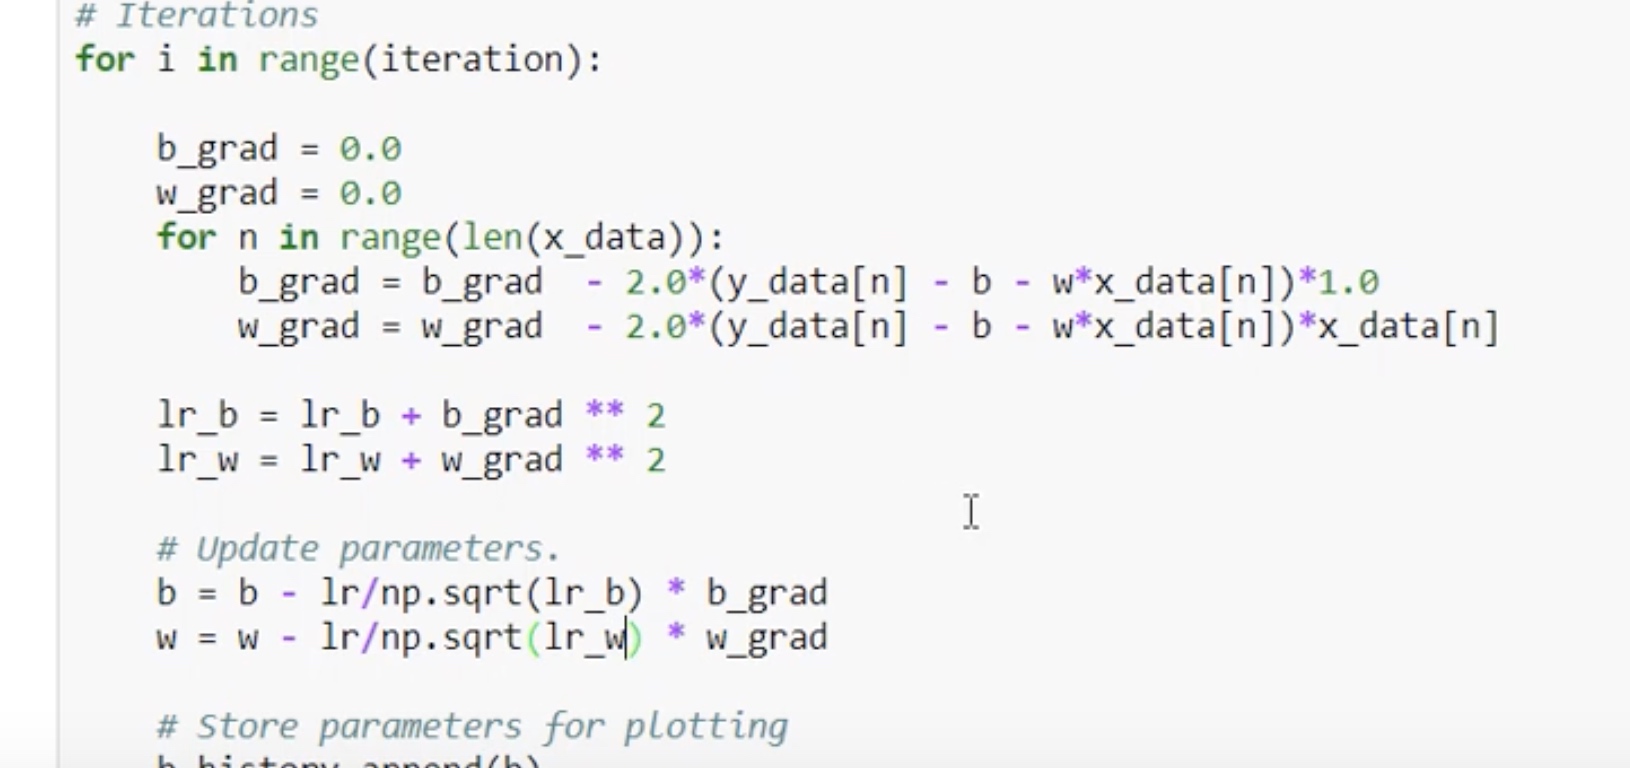 # Iterations
for i in range(iteration):
b_grad = 0.0
w_grad = 0.0
for n in range(len(x_data)):
b_grad = b_grad  - 2.0*(y_data[n] - b - w*x_data[n])*1.0
w_grad = w_grad  - 2.0*(y_data[n] - b - w*x_data[n])*x_data[n]
lr_b = lr_b + b_grad ** 2
lr_w = lr_w + w_grad ** 2
# Update parameters.
b = b - lr/np.sqrt(lr_b) * b_grad
w = w - lr/np.sqrt(lr_w) * w_grad
# Store parameters for plotting
b_history.append(b)